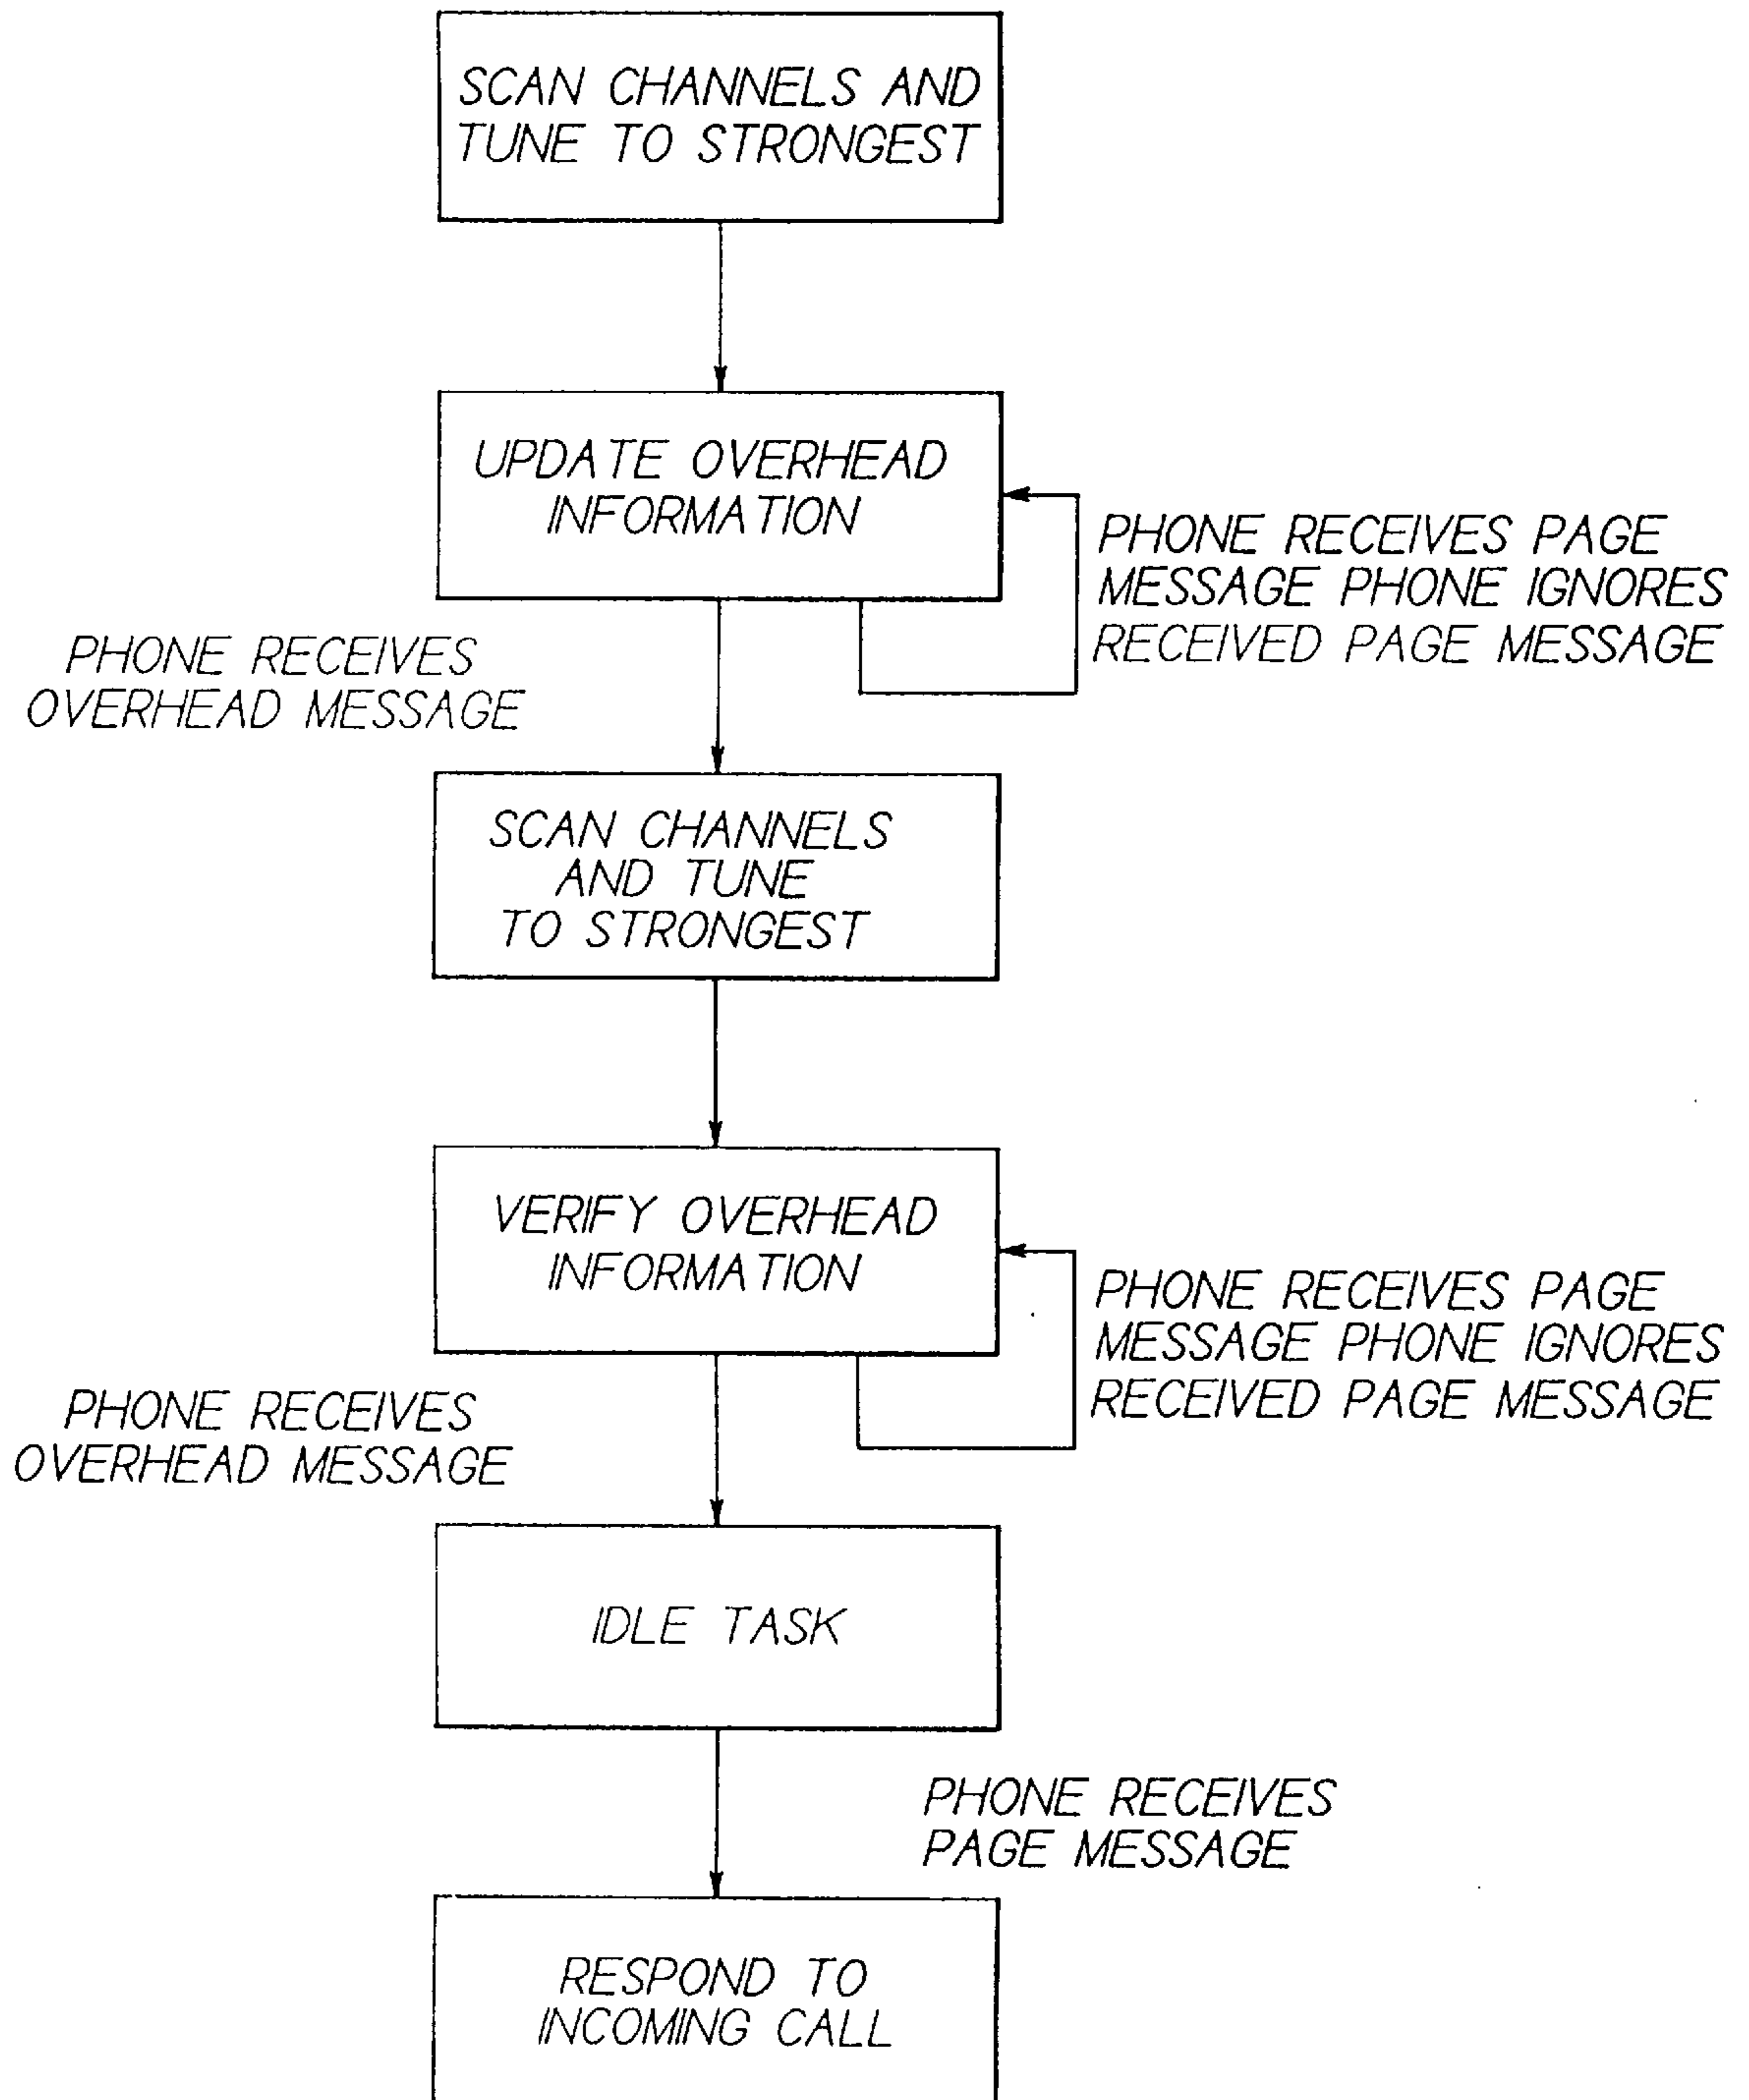 SCAN CHANNELS AND
TUNE TO STRONGEST
UPDATE OVERHEAD
INFORMATION
PHONE RECEIVES PAGE
MESSAGE PHONE IGNORES
RECEIVED PAGE MESSAGE
PHONE RECEIVES
OVERHEAD MESSAGE
SCAN CHANNELS
AND TUNE
TO STRONGEST
VERIFY OVERHEAD
INFORMATION
PHONE RECEIVES PAGE
MESSAGE PHONE IGNORES
RECEIVED PAGE MESSAGE
PHONE RECEIVES
OVERHEAD MESSAGE
IDLE TASK
PHONE RECEIVES
PAGE MESSAGE
RESPOND TO
INCOMING CALL